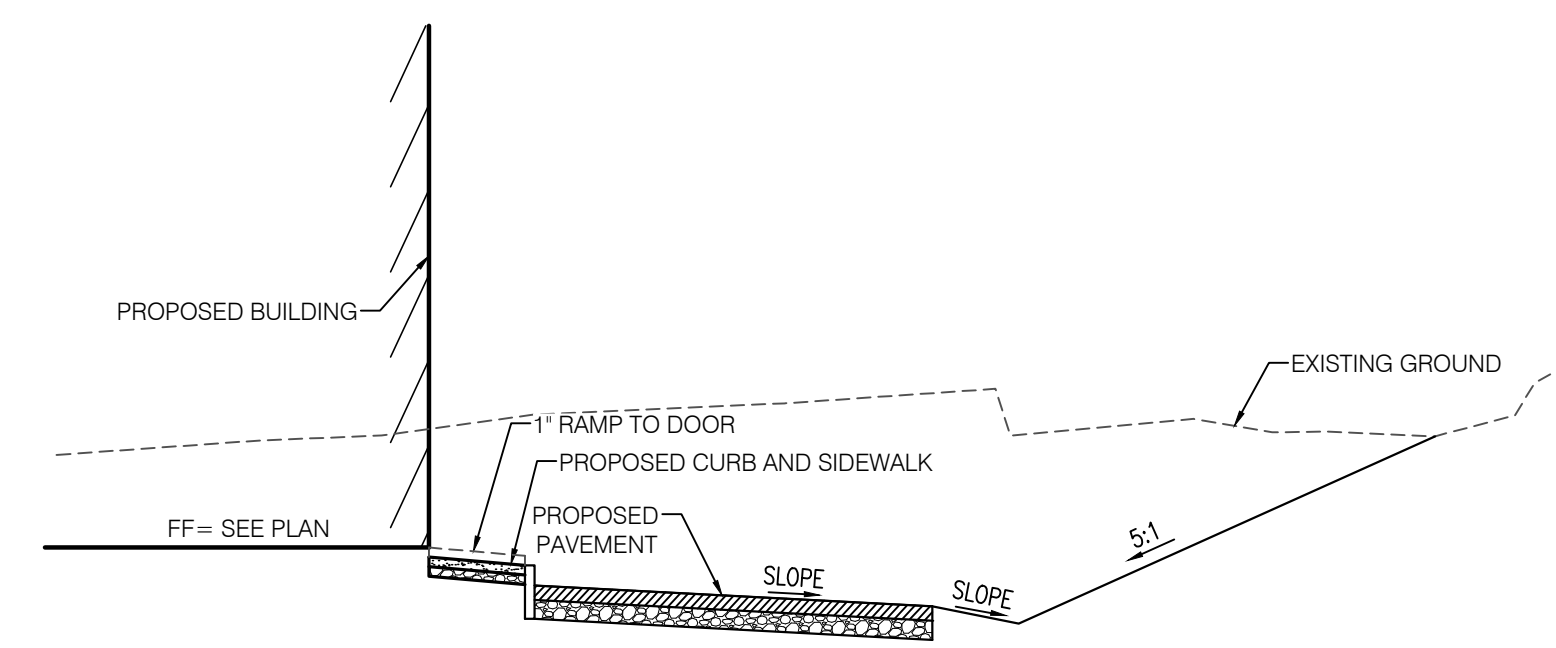 PROPOSED BUILDING
EXISTING GROUND
1" RAMP TO DOOR
PROPOSED CURB AND SIDEWALK
FF= SEE PLAN
PROPOSED
PAVEMENT
5:1
SLOPE
SLOPE